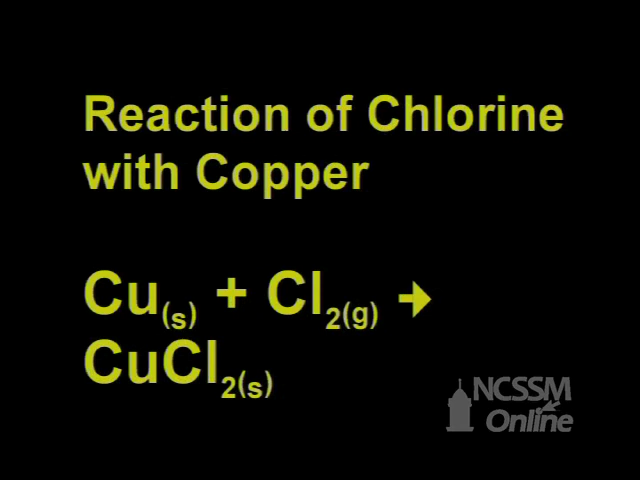 Reaction of Chlorine
with Copper
Cu(s) + Cl2(g) →
CuCl2(s)
NCSSM
Online